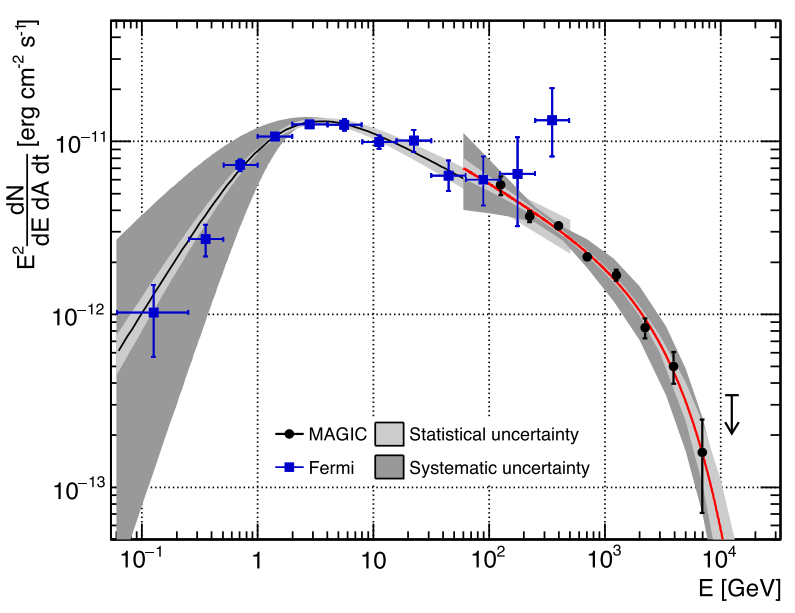 E² dN/dE dA dt [erg cm⁻² s⁻¹]
10⁻¹¹
10⁻¹²
10⁻¹³
MAGIC Statistical uncertainty
Fermi Systematic uncertainty
10⁻¹ 1 10 10² 10³ 10⁴
E [GeV]